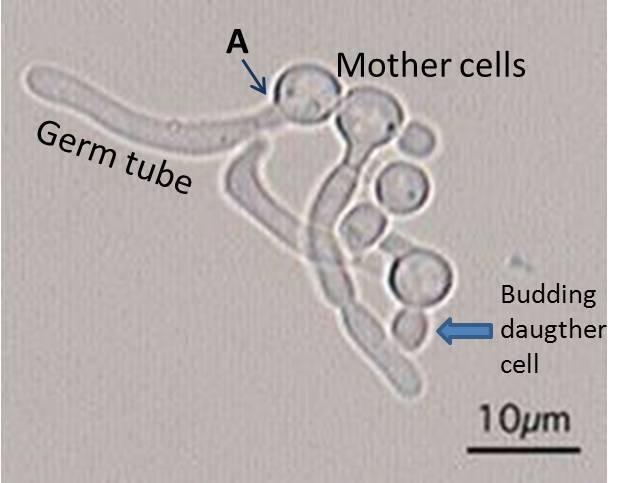 A
Mother cells
Germ tube
Budding
daugther
cell
10µm